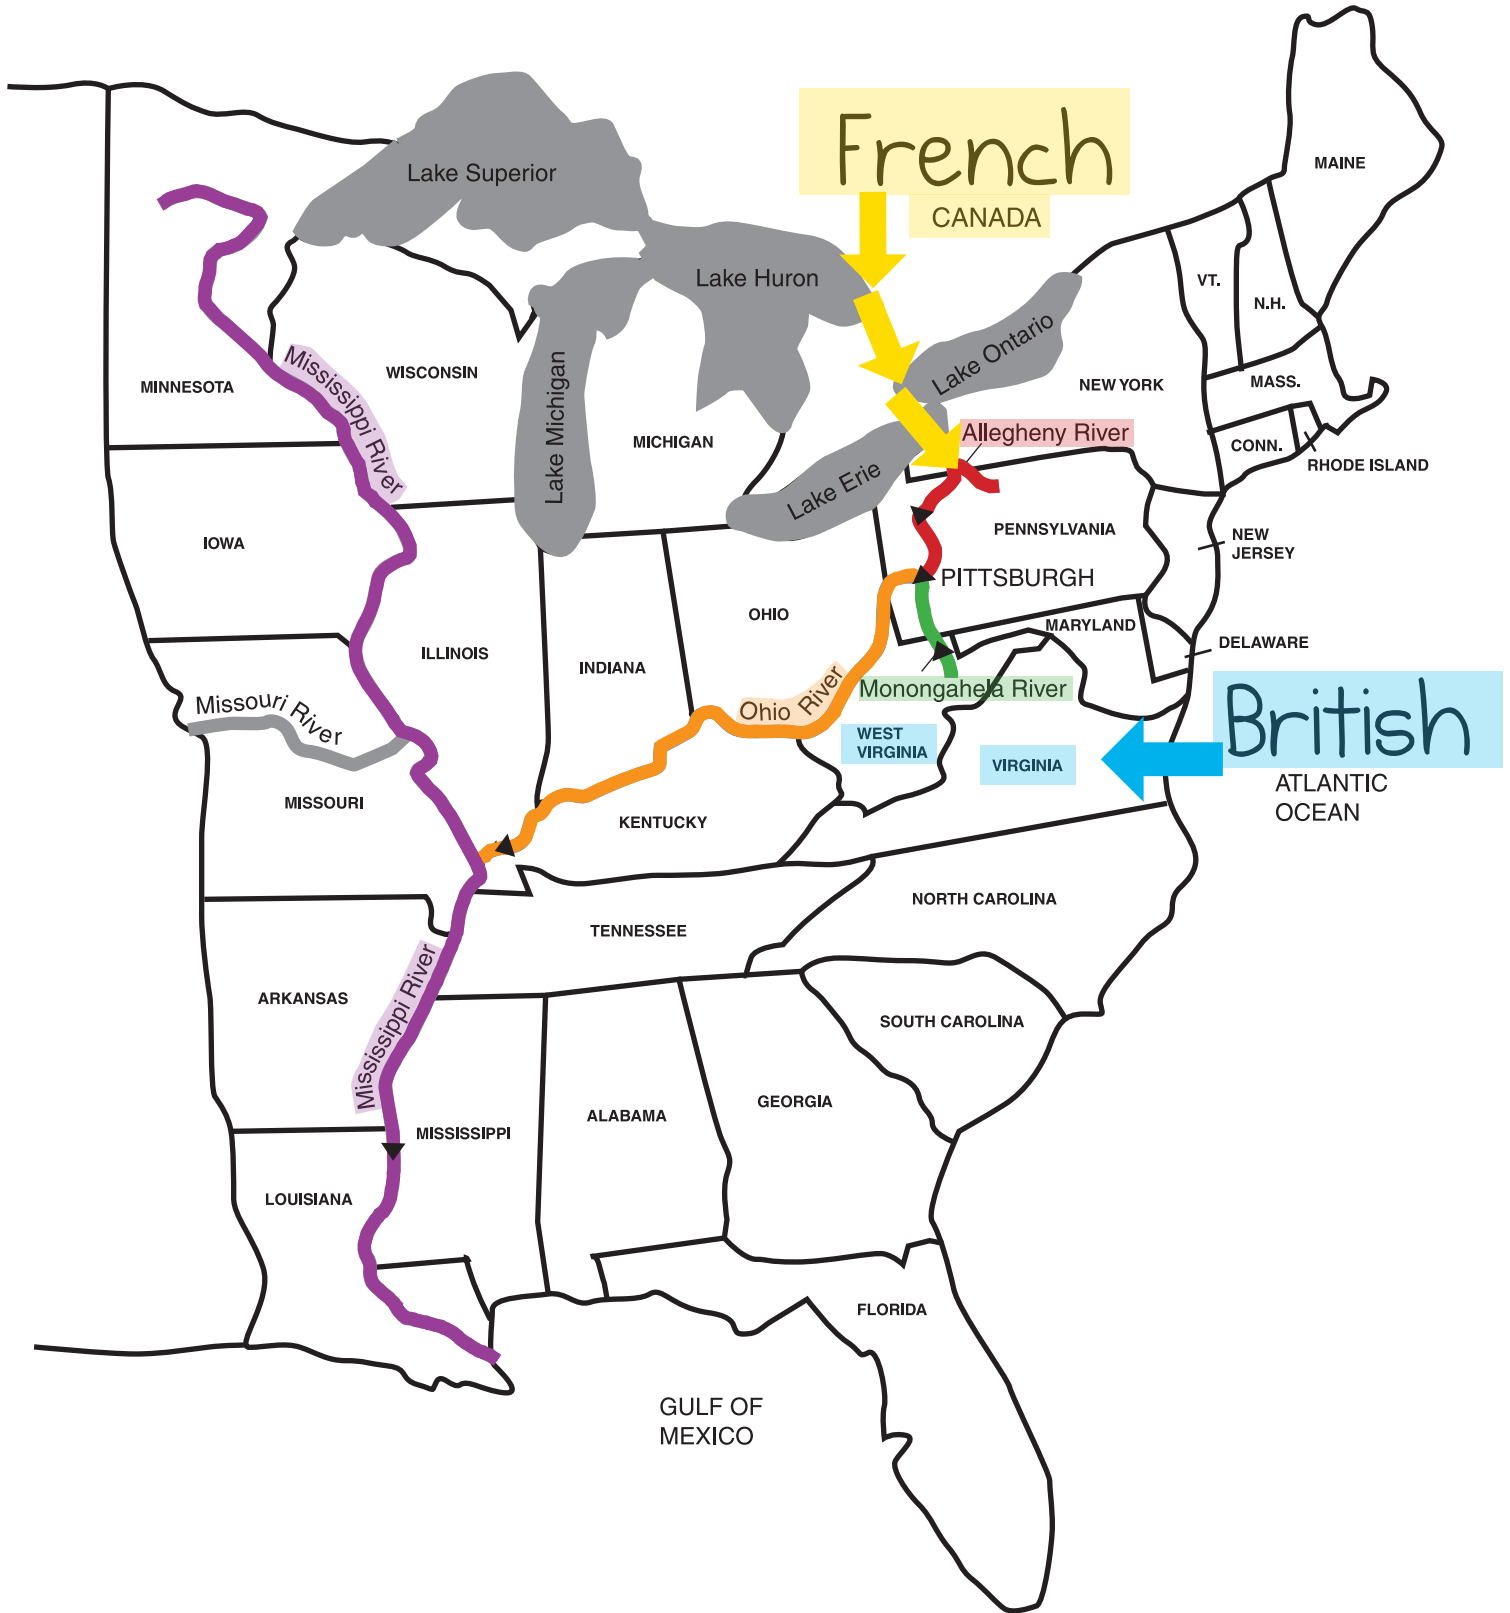 French
CANADA
MAINE
Lake Superior
Lake Huron
VT.
N.H.
Lake Ontario
WISCONSIN
MINNESOTA
Mississippi River
Lake Michigan
NEW YORK
MASS.
MICHIGAN
Allegheny River
CONN.
RHODE ISLAND
Lake Erie
IOWA
PENNSYLVANIA
NEW
JERSEY
PITTSBURGH
OHIO
MARYLAND
DELAWARE
ILLINOIS
INDIANA
Monongahela River
Missouri River
Ohio River
British
WEST
VIRGINIA
VIRGINIA
ATLANTIC
OCEAN
MISSOURI
KENTUCKY
NORTH CAROLINA
TENNESSEE
Mississippi River
ARKANSAS
SOUTH CAROLINA
GEORGIA
ALABAMA
MISSISSIPPI
LOUISIANA
FLORIDA
GULF OF
MEXICO